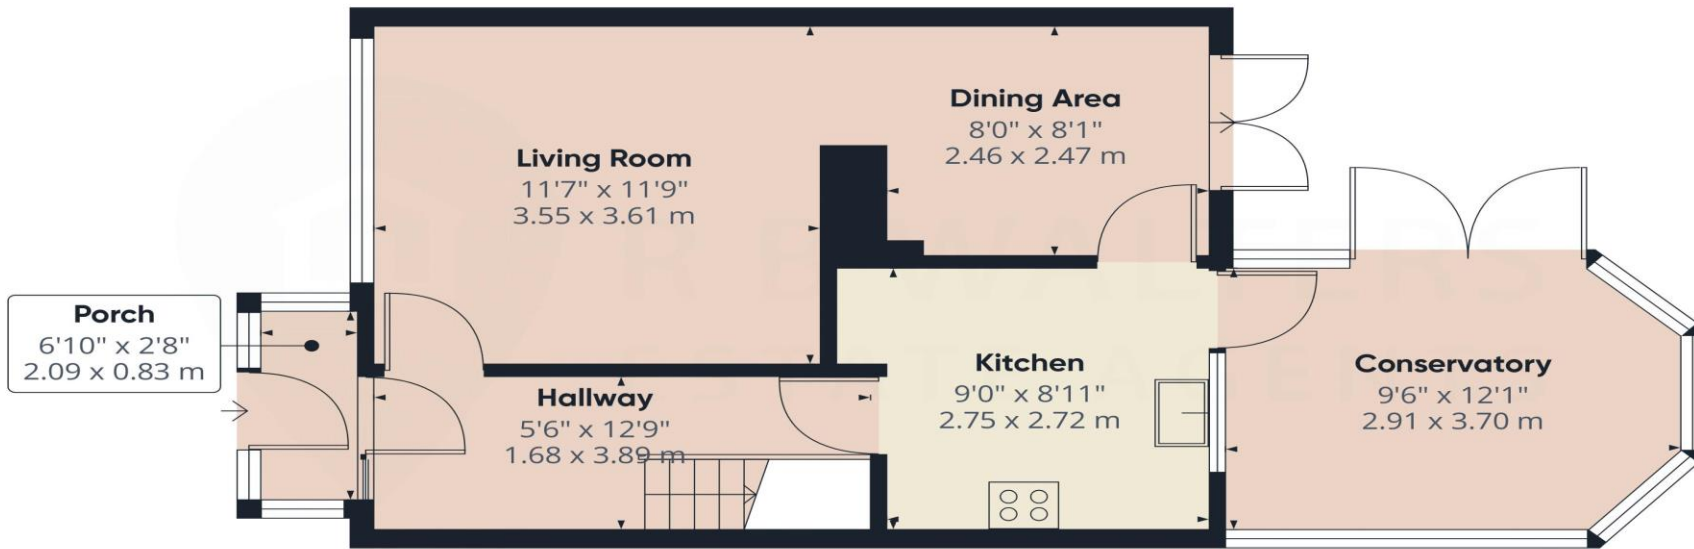 Living Room
11'7" x 11'9"
3.55 x 3.61 m
Dining Area
8'0" x 8'1"
2.46 x 2.47 m
Porch
6'10" x 2'8"
2.09 x 0.83 m
Hallway
5'6" x 12'9"
1.68 x 3.89 m
Kitchen
9'0" x 8'11"
2.75 x 2.72 m
Conservatory
9'6" x 12'1"
2.91 x 3.70 m